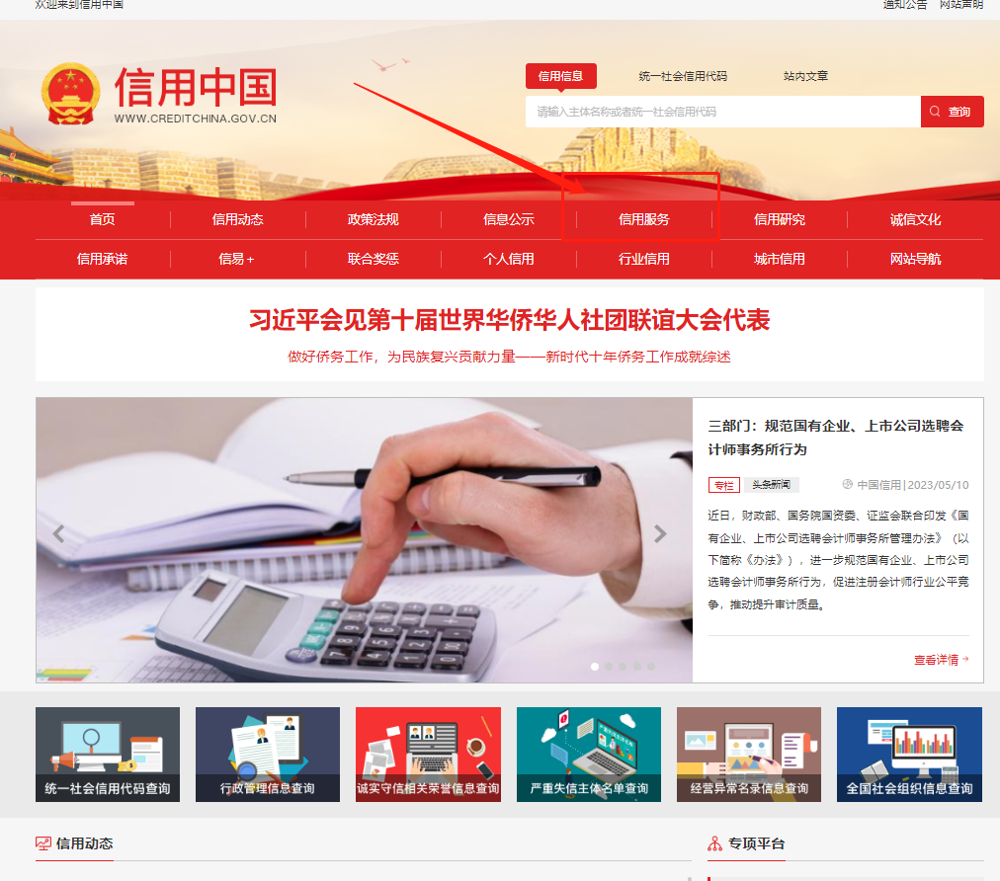 欢迎来到信用中国
通知公告 网站声明
信用中国
WWW.CREDITCHINA.GOV.CN
信用信息 统一社会信用代码 站内文章
请输入主体名称或者统一社会信用代码 查询
首页 信用动态 政策法规 信息公示 信用服务 信用研究 诚信文化
信用承诺 信易+ 联合奖惩 个人信用 行业信用 城市信用 网站导航
习近平会见第十届世界华侨华人社团联谊大会代表
做好侨务工作，为民族复兴贡献力量——新时代十年侨务工作成就综述
三部门：规范国有企业、上市公司选聘会
计师事务所行为
专栏 头条新闻 中国信用|2023/05/10
近日，财政部、国务院国资委、证监会联合印发《国
有企业、上市公司选聘会计师事务所管理办法》（以
下简称《办法》），进一步规范国有企业、上市公司
选聘会计师事务所行为，促进注册会计师行业公平竞
争，推动提升审计质量。
查看详情
统一社会信用代码查询 行政管理信息查询 诚实守信相关荣誉信息查询 严重失信主体名单查询 经营异常名录信息查询 全国社会组织信息查询
信用动态
专项平台